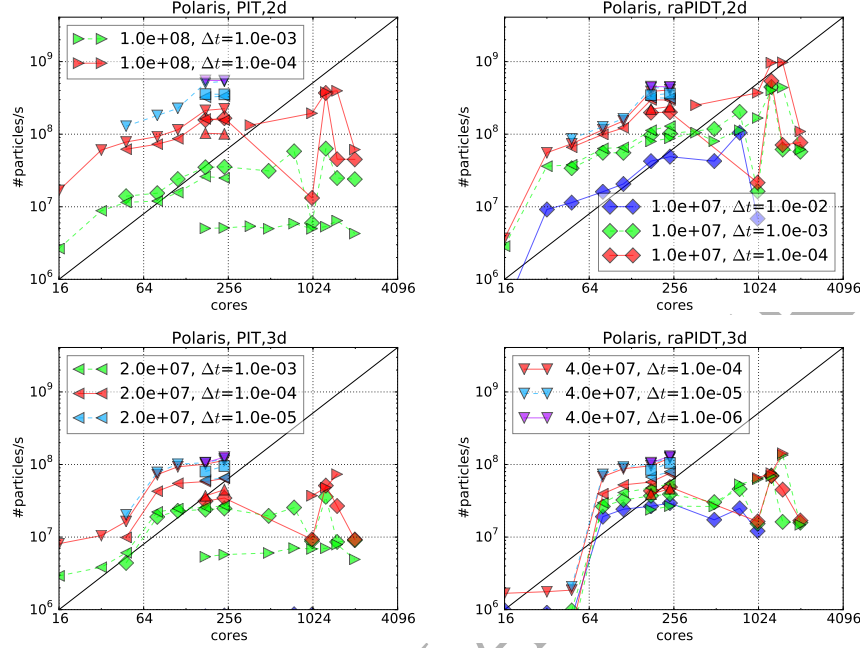 Polaris, PIT,2d
10⁹
10⁸
10⁷
10⁶
#particles/s
1.0e+08, Δt=1.0e-03
1.0e+08, Δt=1.0e-04
16 64 256 1024 4096
cores
Polaris, raPIDT,2d
10⁹
10⁸
10⁷
10⁶
#particles/s
1.0e+07, Δt=1.0e-02
1.0e+07, Δt=1.0e-03
1.0e+07, Δt=1.0e-04
16 64 256 1024 4096
cores
Polaris, PIT,3d
10⁹
10⁸
10⁷
10⁶
#particles/s
2.0e+07, Δt=1.0e-03
2.0e+07, Δt=1.0e-04
2.0e+07, Δt=1.0e-05
16 64 256 1024 4096
cores
Polaris, raPIDT,3d
10⁹
10⁸
10⁷
10⁶
#particles/s
4.0e+07, Δt=1.0e-04
4.0e+07, Δt=1.0e-05
4.0e+07, Δt=1.0e-06
16 64 256 1024 4096
cores